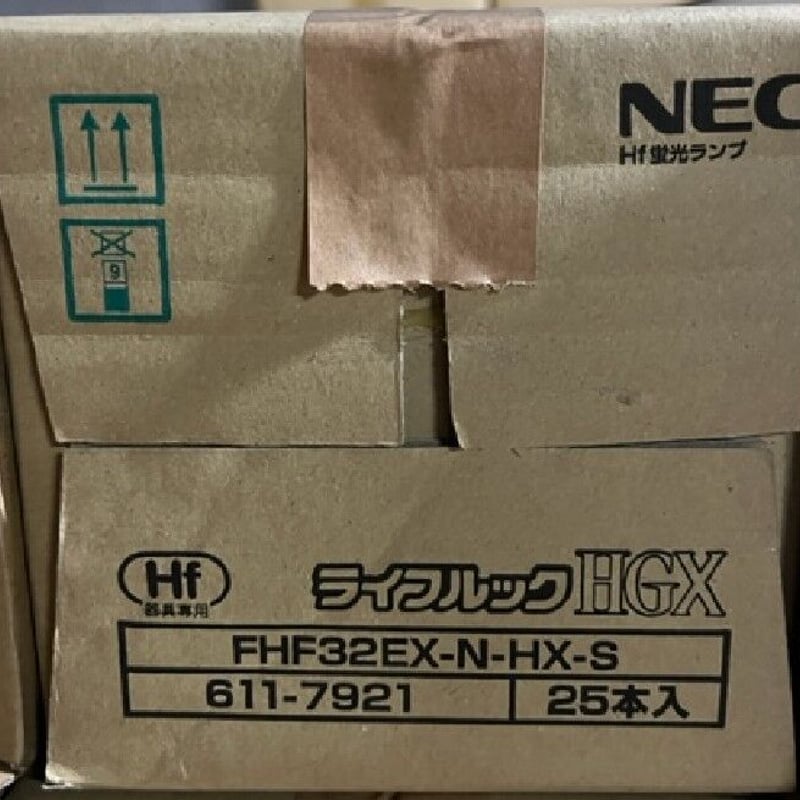 NEC
Hf蛍光ランプ
9
Hf
器具専用
ライフルックHGX
FHF32EX-N-HX-S
611-7921
25本入